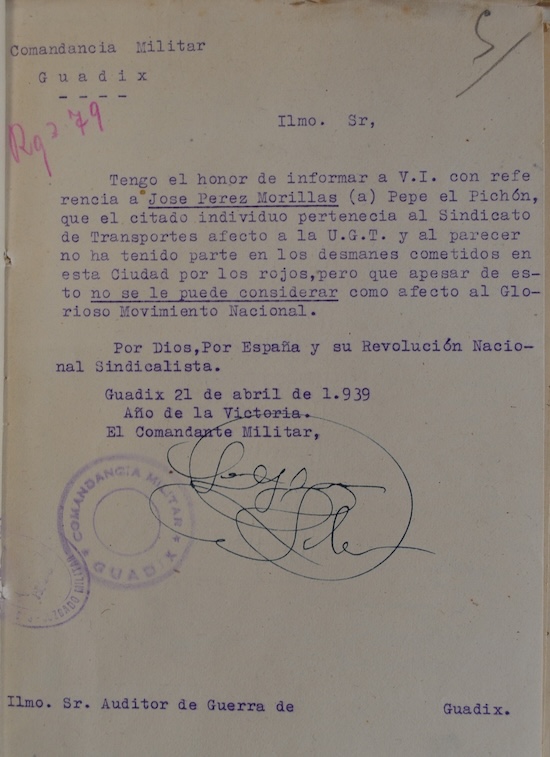 Comandancia Militar
G u a d i x
- - - -
Rgº 79
5
Ilmo. Sr,
Tengo el honor de informar a V.I. con refe
rencia a Jose Perez Morillas (a) Pepe el Pichón,
que el citado individuo pertenecia al Sindicato
de Transportes afecto a la U.G.T. y al parecer
no ha tenido parte en los desmanes cometidos en
esta Ciudad por los rojos,pero que apesar de es-
to no se le puede considerar como afecto al Glo-
rioso Movimiento Nacional.
Por Dios,Por España y su Revolución Nacio-
nal Sindicalista.
Guadix 21 de abril de 1.939
Año de la Victoria.
El Comandante Militar,
COMANDANCIA MILITAR
* GUADIX *
Ilmo. Sr. Auditor de Guerra de Guadix.